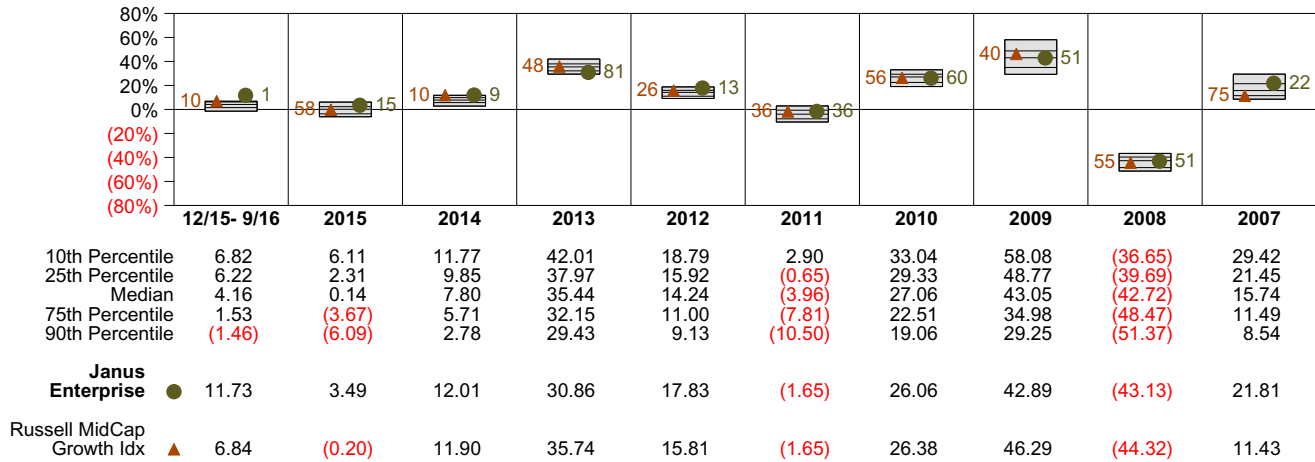 80%
60%
40%
20%
0%
(20%)
(40%)
(60%)
(80%)
10 1 58 15 10 9 48 81 26 13 36 36 56 60 40 51 55 51 75 22
12/15- 9/16 2015 2014 2013 2012 2011 2010 2009 2008 2007
10th Percentile 6.82 6.11 11.77 42.01 18.79 2.90 33.04 58.08 (36.65) 29.42
25th Percentile 6.22 2.31 9.85 37.97 15.92 (0.65) 29.33 48.77 (39.69) 21.45
Median 4.16 0.14 7.80 35.44 14.24 (3.96) 27.06 43.05 (42.72) 15.74
75th Percentile 1.53 (3.67) 5.71 32.15 11.00 (7.81) 22.51 34.98 (48.47) 11.49
90th Percentile (1.46) (6.09) 2.78 29.43 9.13 (10.50) 19.06 29.25 (51.37) 8.54
Janus
Enterprise 11.73 3.49 12.01 30.86 17.83 (1.65) 26.06 42.89 (43.13) 21.81
Russell MidCap
Growth Idx 6.84 (0.20) 11.90 35.74 15.81 (1.65) 26.38 46.29 (44.32) 11.43